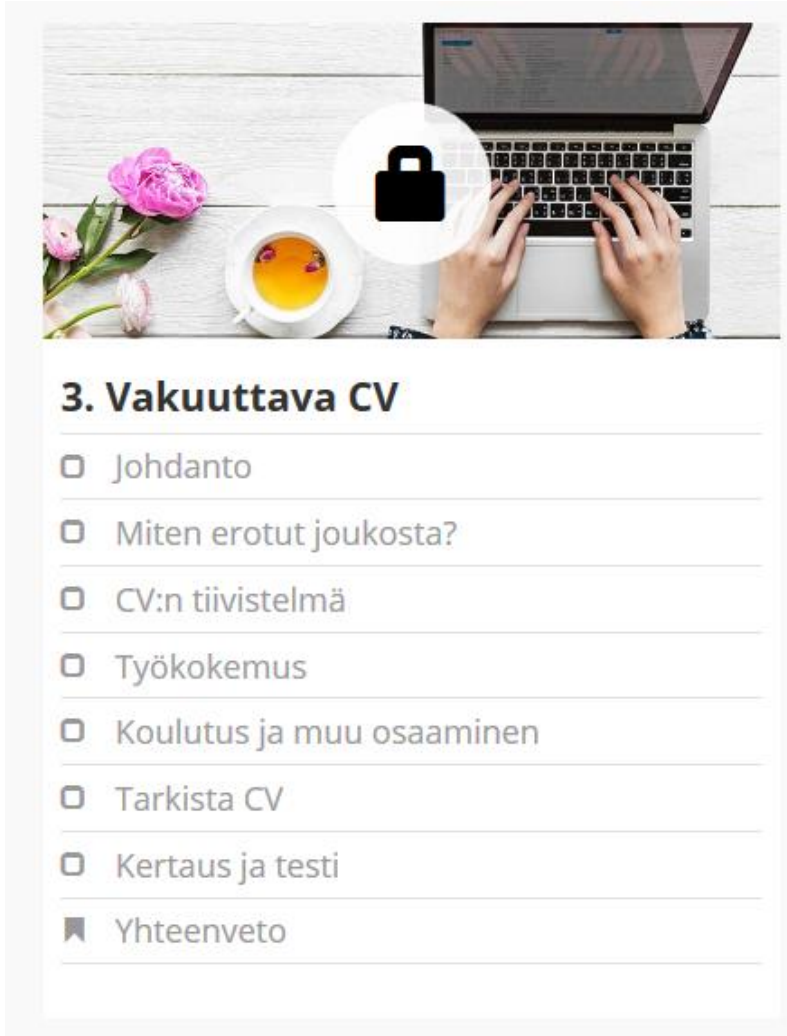 3. Vakuuttava CV
Johdanto
Miten erotut joukosta?
CV:n tiivistelmä
Työkokemus
Koulutus ja muu osaaminen
Tarkista CV
Kertaus ja testi
Yhteenveto